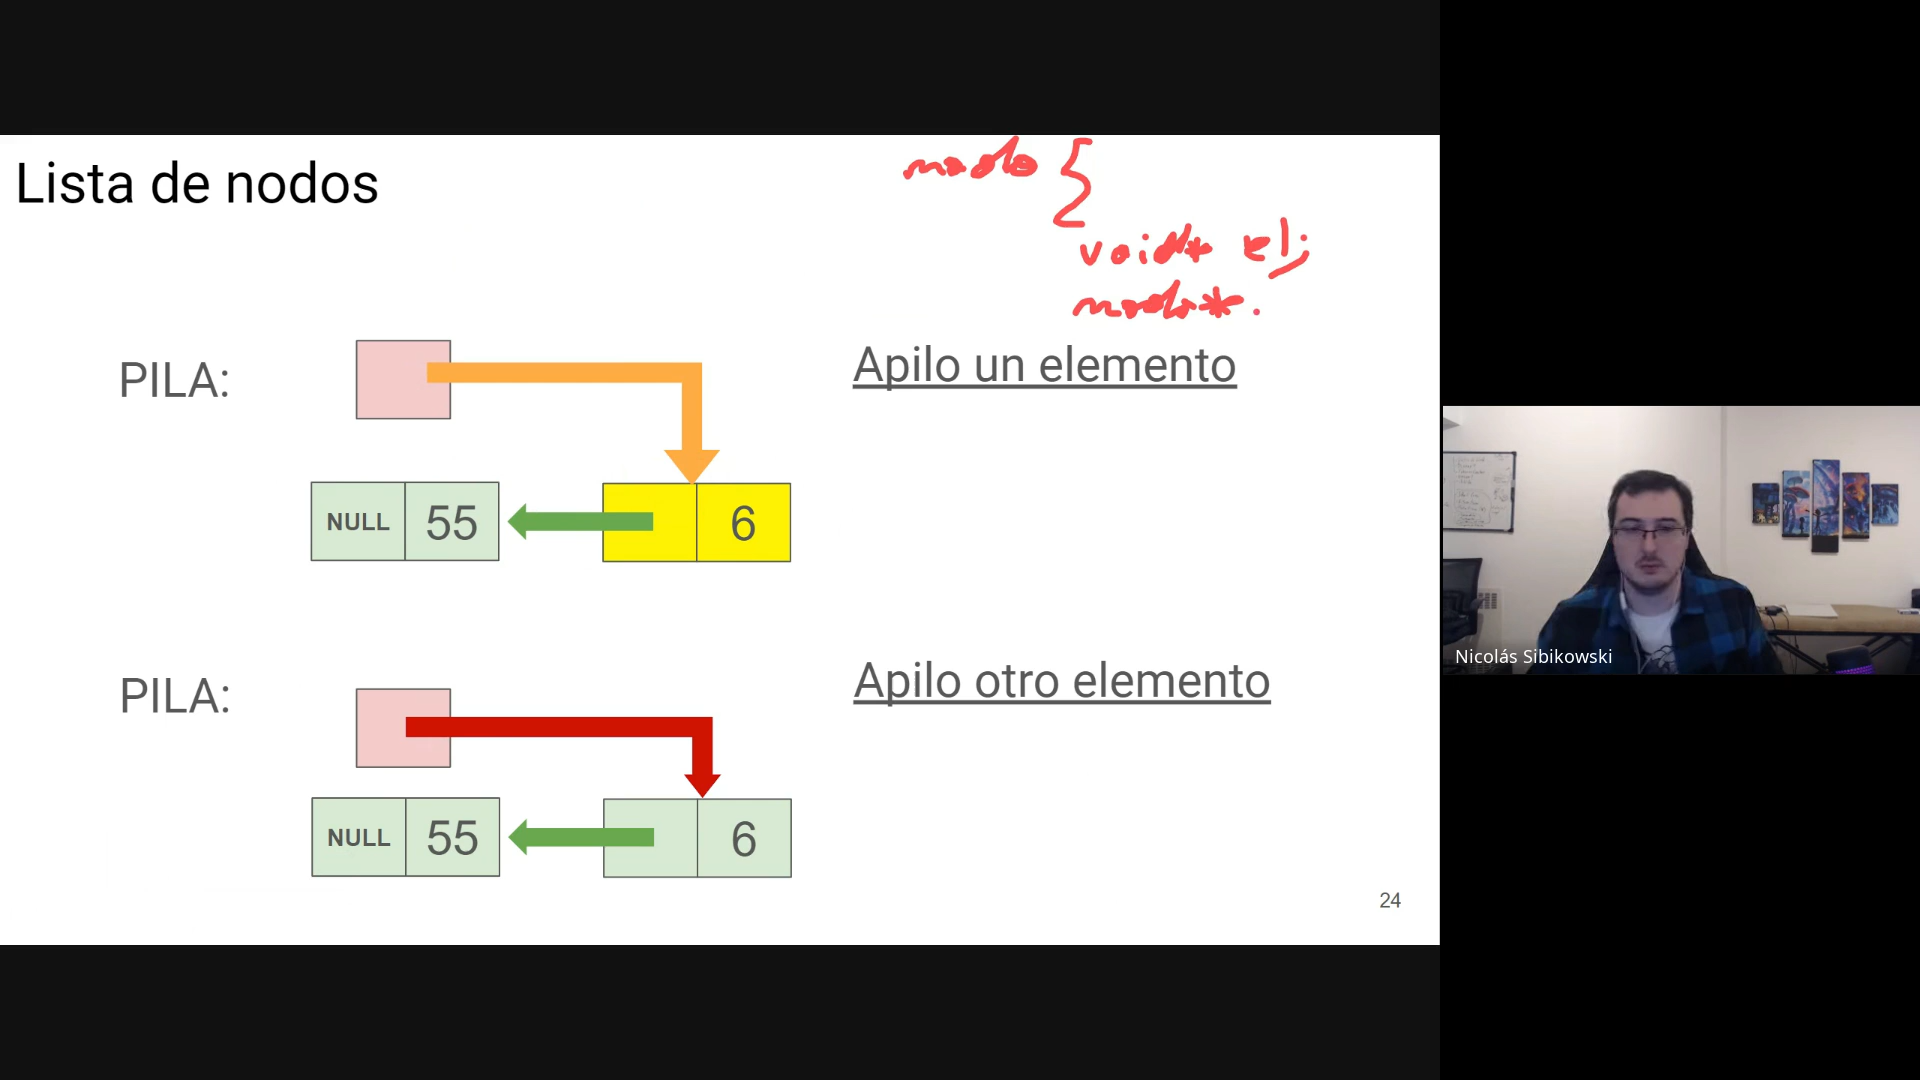 Lista de nodos
nodo {
void* el;
nodo*.
PILA:
Apilo un elemento
NULL 55 6
PILA:
Apilo otro elemento
NULL 55 6
24
Nicolás Sibikowski